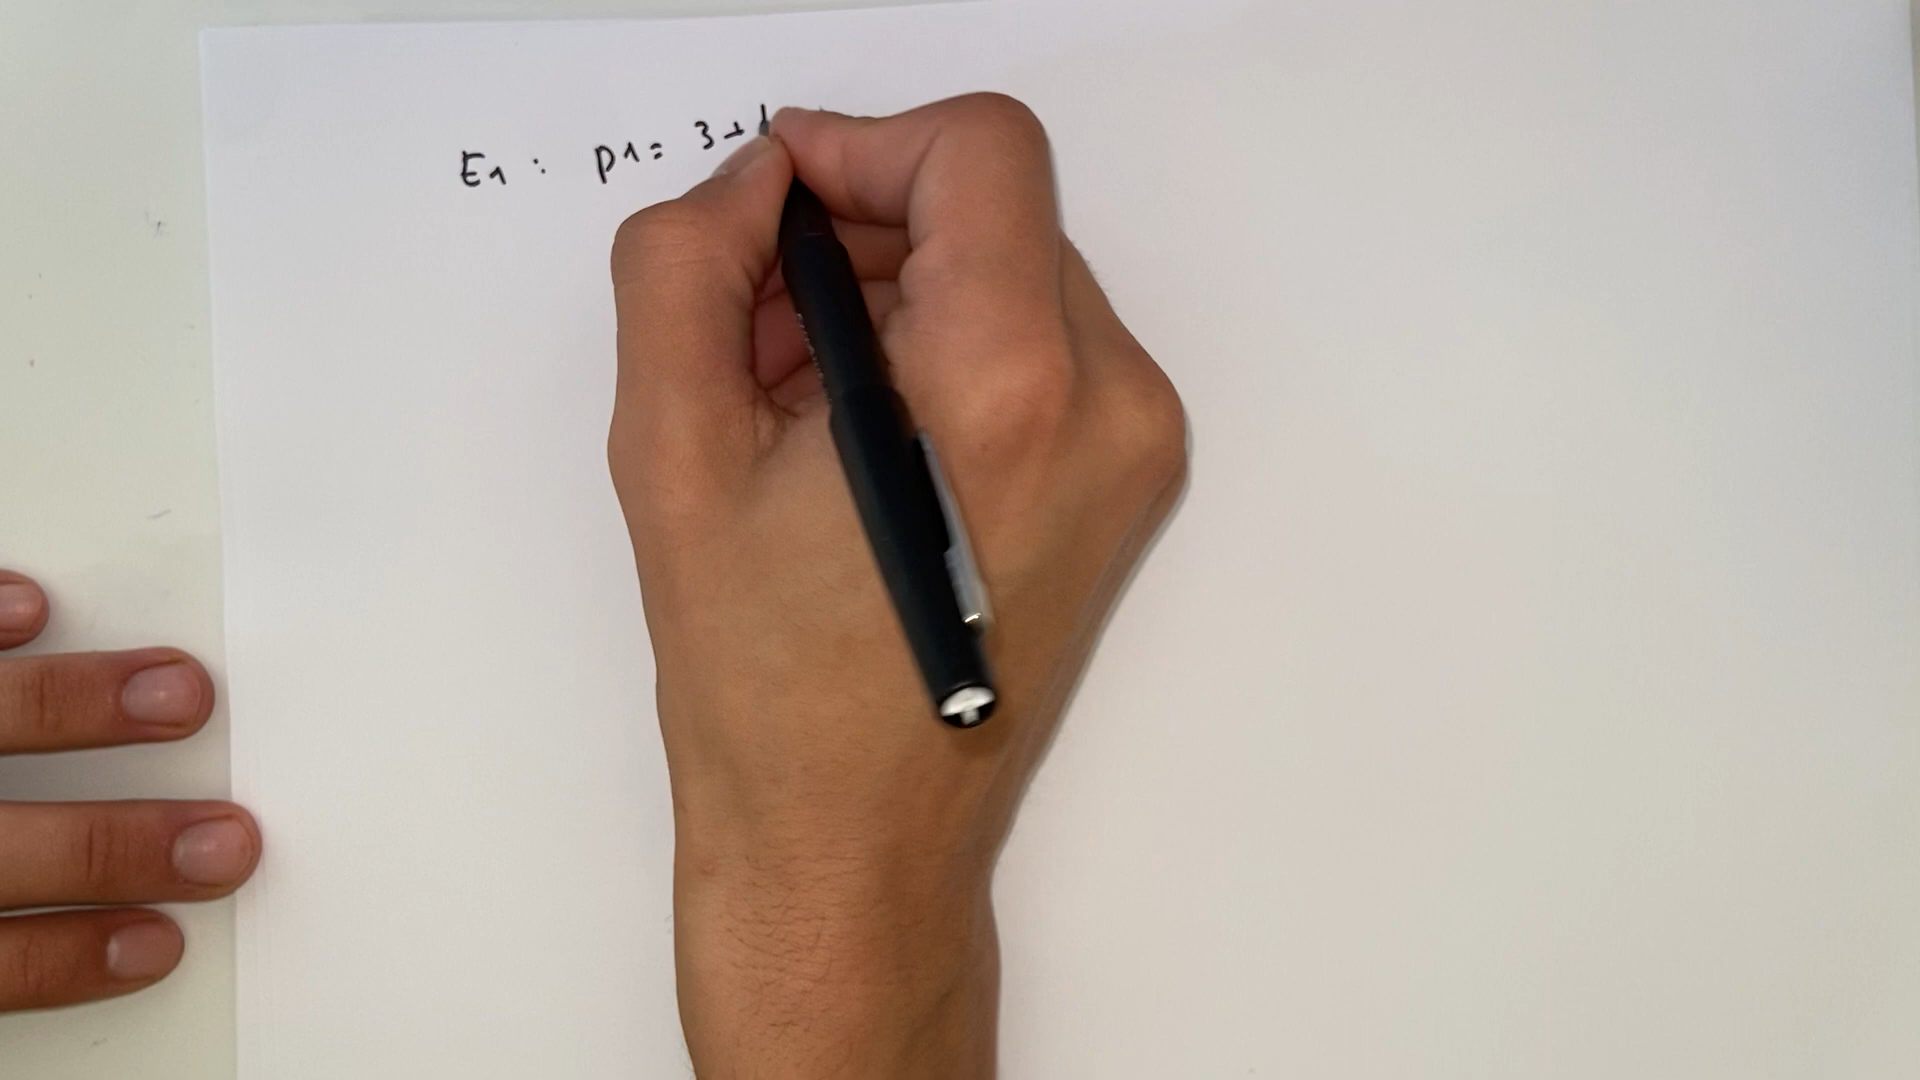 E1 : p1 = 3 +